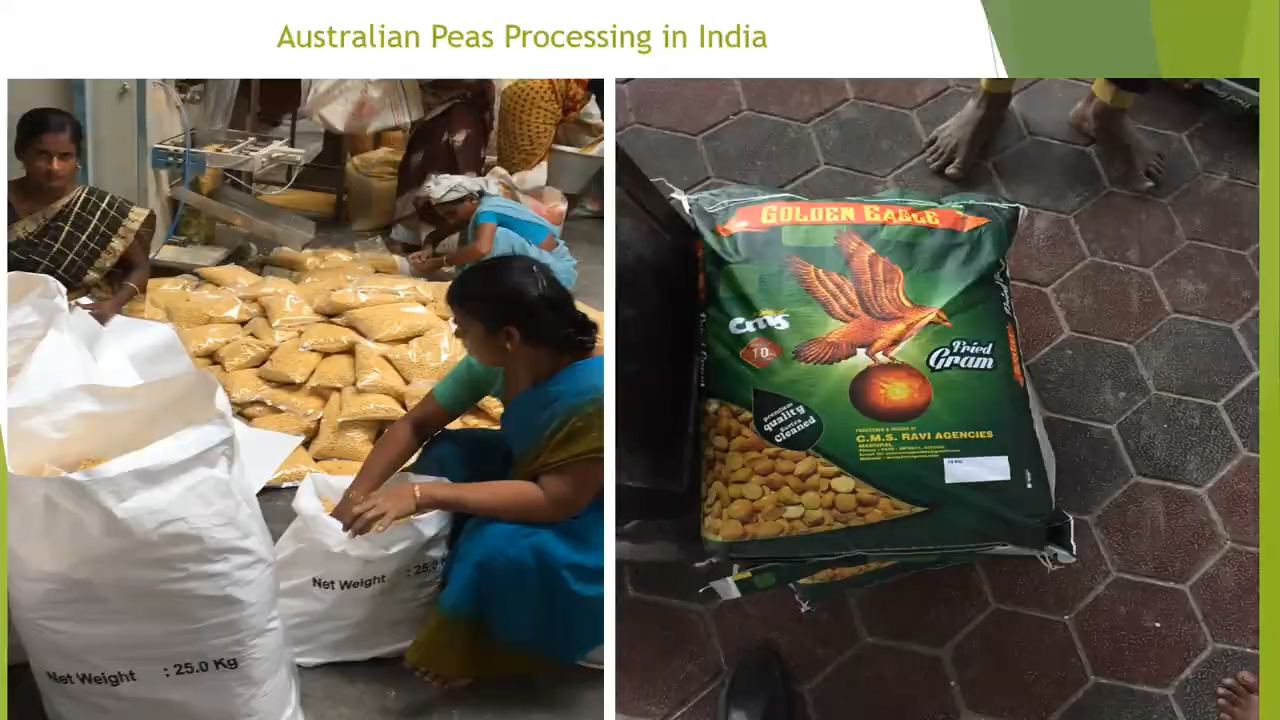 Australian Peas Processing in India
Net Weight : 25.0 Kg
Net Weight : 25.0
GOLDEN EAGLE
cms
10
Fried
Gram
premium
quality
Cleaned
C.M.S. RAVI AGENCIES